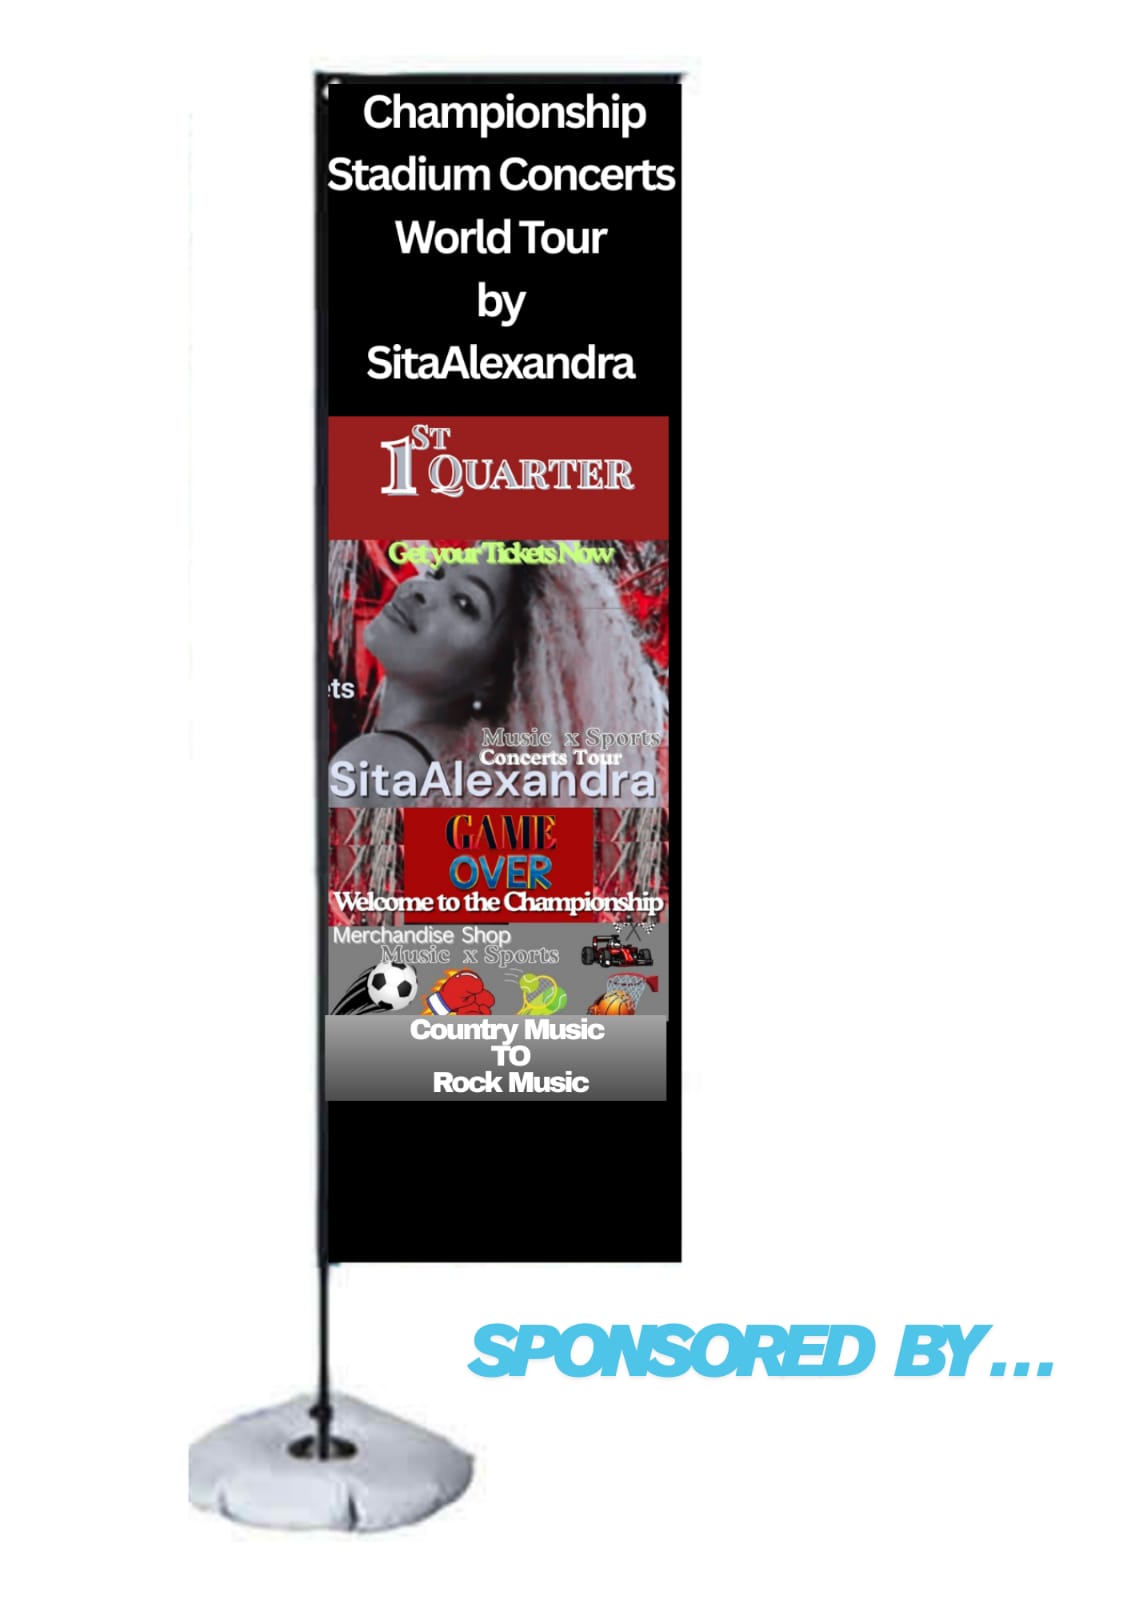 Championship
Stadium Concerts
World Tour
by
SitaAlexandra
1ST QUARTER
Get your Tickets Now
ts
Music x Sports
Concerts Tour
SitaAlexandra
GAME
OVER
Welcome to the Championship
Merchandise Shop
Music x Sports
Country Music
TO
Rock Music
SPONSORED BY...